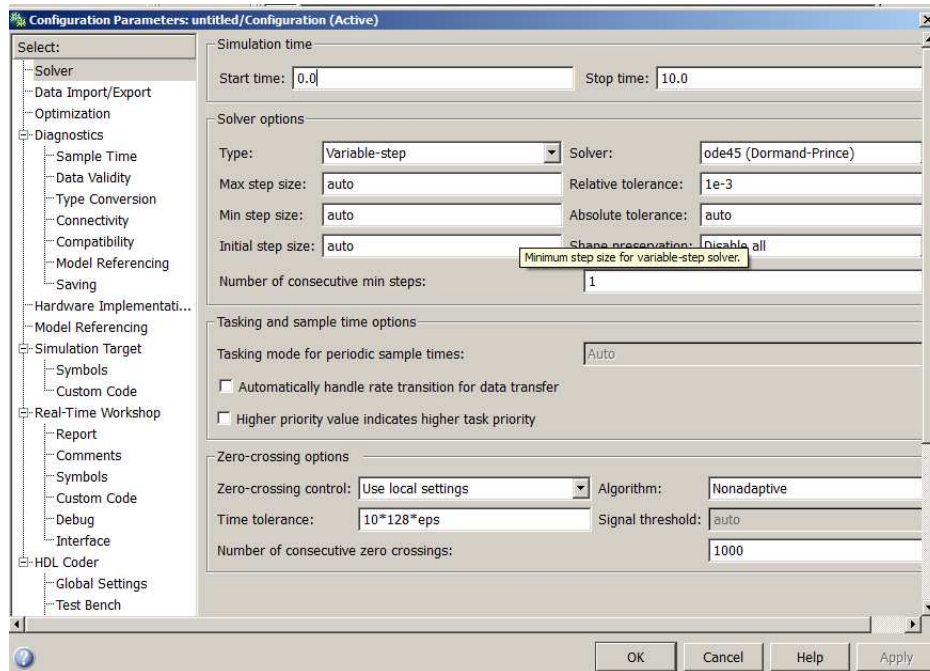 Configuration Parameters: untitled/Configuration (Active)
Select:
Solver
Data Import/Export
Optimization
Diagnostics
Sample Time
Data Validity
Type Conversion
Connectivity
Compatibility
Model Referencing
Saving
Hardware Implementati...
Model Referencing
Simulation Target
Symbols
Custom Code
Real-Time Workshop
Report
Comments
Symbols
Custom Code
Debug
Interface
HDL Coder
Global Settings
Test Bench
Simulation time
Start time: 0.0 Stop time: 10.0
Solver options
Type: Variable-step Solver: ode45 (Dormand-Prince)
Max step size: auto Relative tolerance: 1e-3
Min step size: auto Absolute tolerance: auto
Initial step size: auto Shape preservation: Disable all
Minimum step size for variable-step solver.
Number of consecutive min steps: 1
Tasking and sample time options
Tasking mode for periodic sample times: Auto
Automatically handle rate transition for data transfer
Higher priority value indicates higher task priority
Zero-crossing options
Zero-crossing control: Use local settings Algorithm: Nonadaptive
Time tolerance: 10*128*eps Signal threshold: auto
Number of consecutive zero crossings: 1000
OK Cancel Help Apply